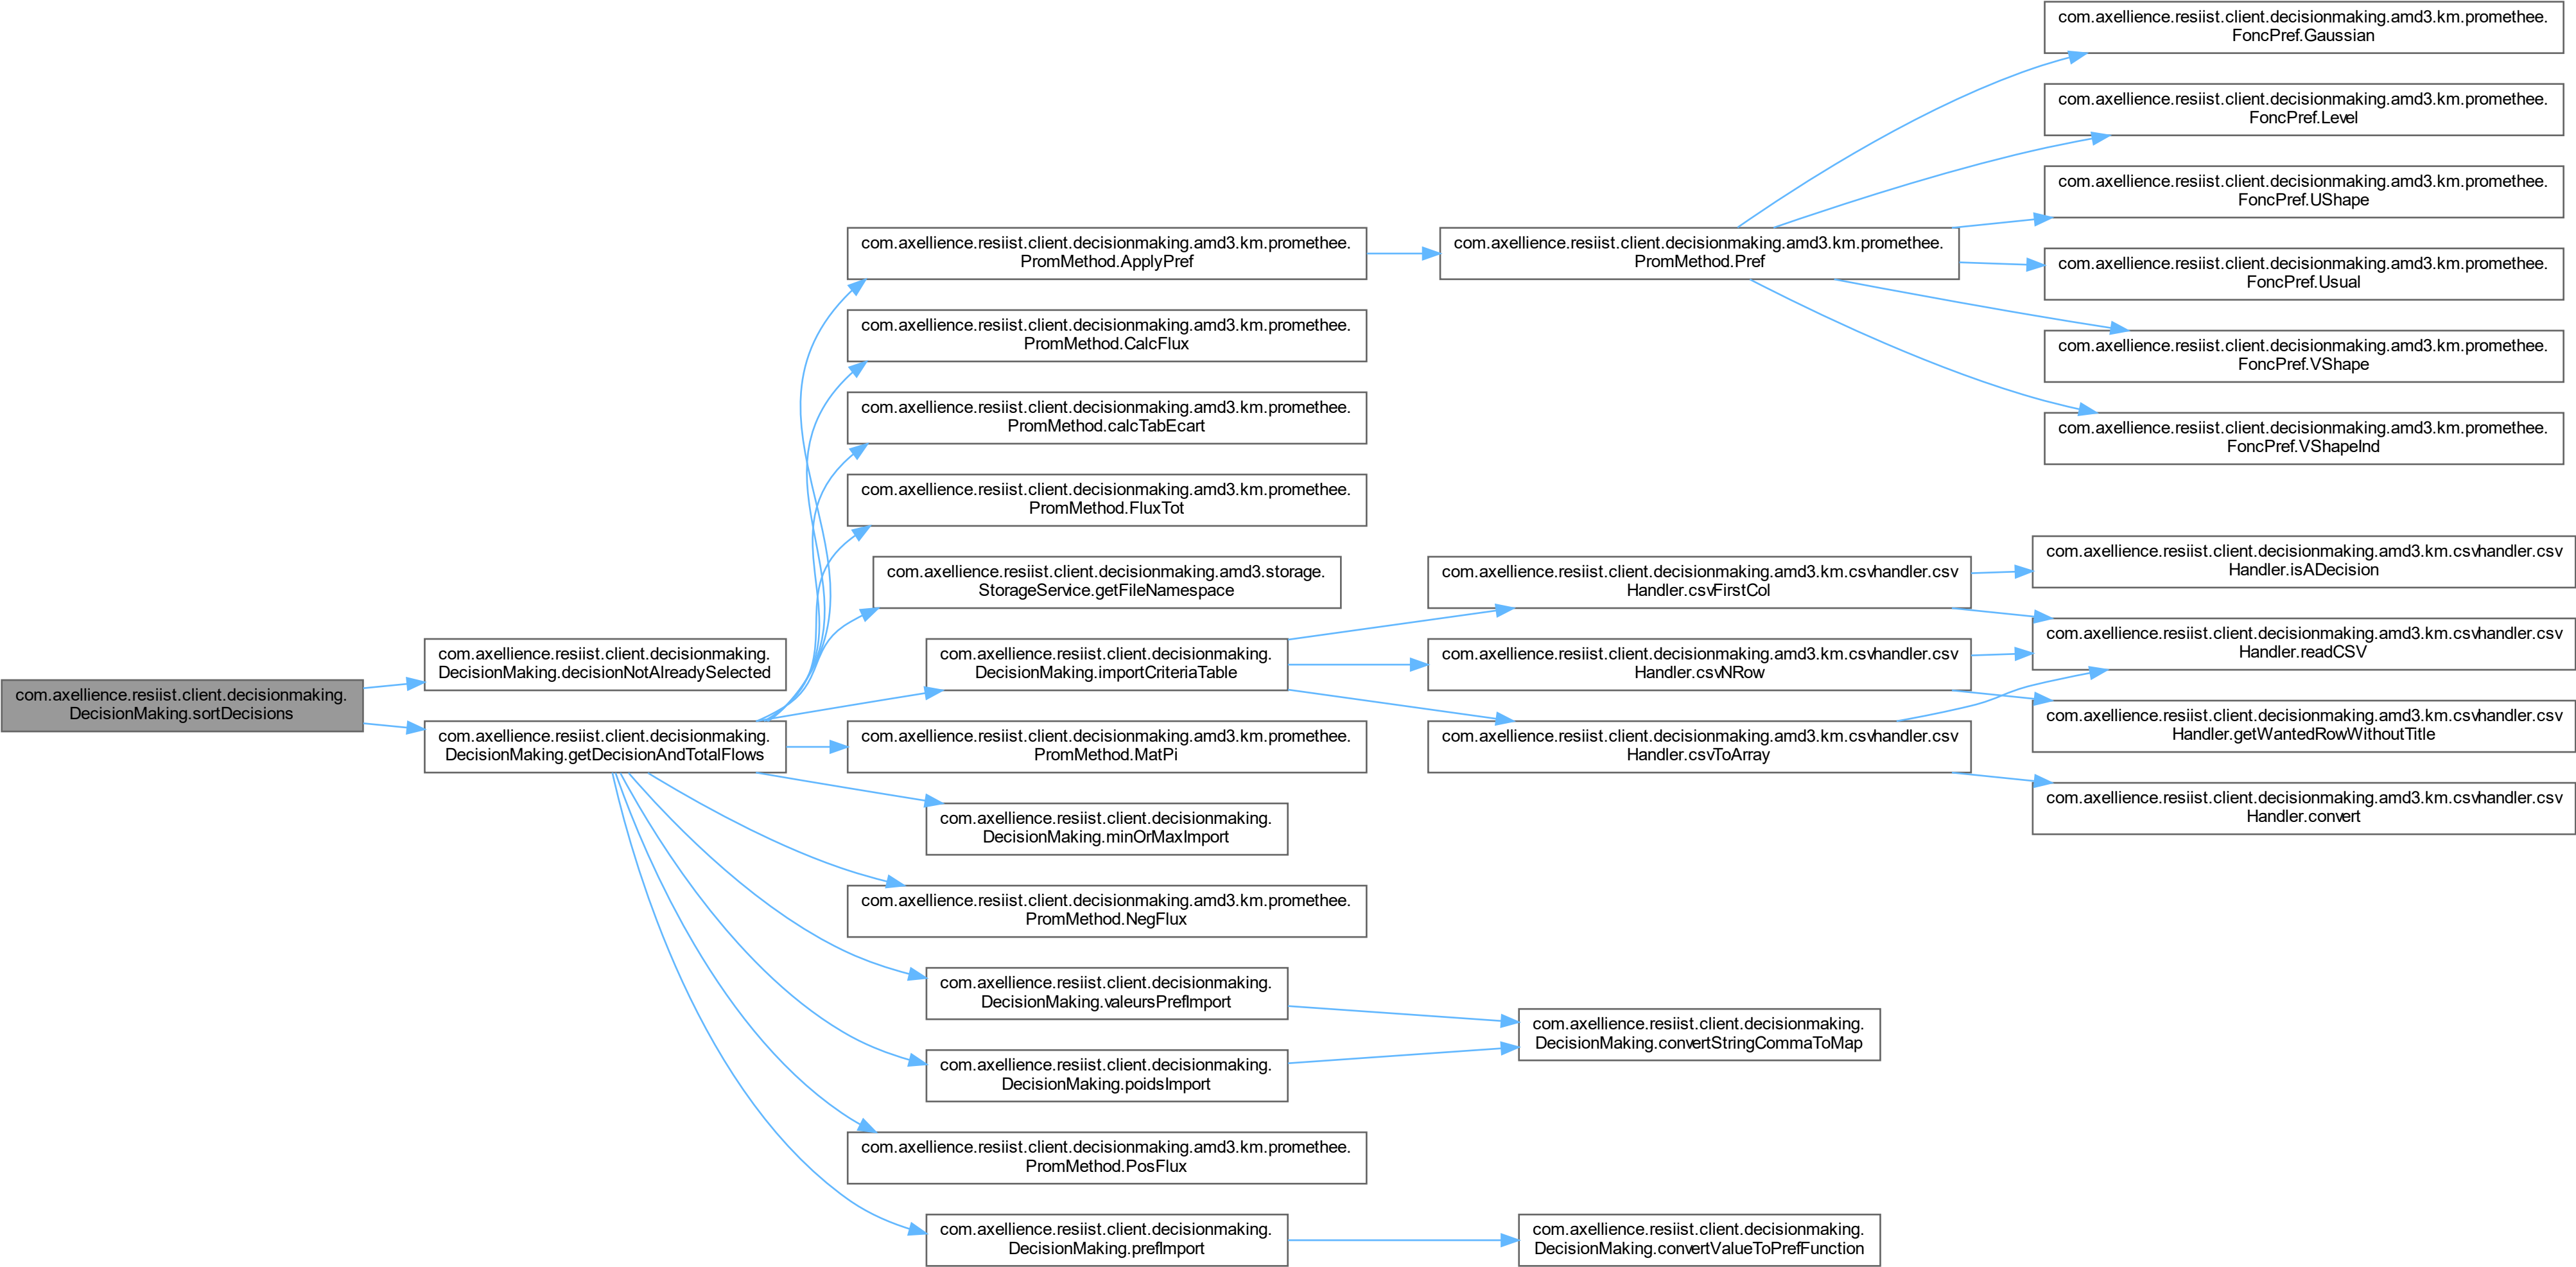 com.axellience.resiist.client.decisionmaking.
DecisionMaking.sortDecisions
com.axellience.resiist.client.decisionmaking.
DecisionMaking.decisionNotAlreadySelected
com.axellience.resiist.client.decisionmaking.
DecisionMaking.getDecisionAndTotalFlows
com.axellience.resiist.client.decisionmaking.amd3.km.promethee.
PromMethod.ApplyPref
com.axellience.resiist.client.decisionmaking.amd3.km.promethee.
PromMethod.CalcFlux
com.axellience.resiist.client.decisionmaking.amd3.km.promethee.
PromMethod.calcTabEcart
com.axellience.resiist.client.decisionmaking.amd3.km.promethee.
PromMethod.FluxTot
com.axellience.resiist.client.decisionmaking.amd3.storage.
StorageService.getFileNamespace
com.axellience.resiist.client.decisionmaking.
DecisionMaking.importCriteriaTable
com.axellience.resiist.client.decisionmaking.amd3.km.promethee.
PromMethod.MatPi
com.axellience.resiist.client.decisionmaking.
DecisionMaking.minOrMaxImport
com.axellience.resiist.client.decisionmaking.amd3.km.promethee.
PromMethod.NegFlux
com.axellience.resiist.client.decisionmaking.
DecisionMaking.valeursPrefImport
com.axellience.resiist.client.decisionmaking.
DecisionMaking.poidsImport
com.axellience.resiist.client.decisionmaking.amd3.km.promethee.
PromMethod.PosFlux
com.axellience.resiist.client.decisionmaking.
DecisionMaking.prefImport
com.axellience.resiist.client.decisionmaking.amd3.km.promethee.
PromMethod.Pref
com.axellience.resiist.client.decisionmaking.amd3.km.csvhandler.csv
Handler.csvFirstCol
com.axellience.resiist.client.decisionmaking.amd3.km.csvhandler.csv
Handler.csvNRow
com.axellience.resiist.client.decisionmaking.amd3.km.csvhandler.csv
Handler.csvToArray
com.axellience.resiist.client.decisionmaking.
DecisionMaking.convertStringCommaToMap
com.axellience.resiist.client.decisionmaking.
DecisionMaking.convertValueToPrefFunction
com.axellience.resiist.client.decisionmaking.amd3.km.promethee.
FoncPref.Gaussian
com.axellience.resiist.client.decisionmaking.amd3.km.promethee.
FoncPref.Level
com.axellience.resiist.client.decisionmaking.amd3.km.promethee.
FoncPref.UShape
com.axellience.resiist.client.decisionmaking.amd3.km.promethee.
FoncPref.Usual
com.axellience.resiist.client.decisionmaking.amd3.km.promethee.
FoncPref.VShape
com.axellience.resiist.client.decisionmaking.amd3.km.promethee.
FoncPref.VShapeInd
com.axellience.resiist.client.decisionmaking.amd3.km.csvhandler.csv
Handler.isADecision
com.axellience.resiist.client.decisionmaking.amd3.km.csvhandler.csv
Handler.readCSV
com.axellience.resiist.client.decisionmaking.amd3.km.csvhandler.csv
Handler.getWantedRowWithoutTitle
com.axellience.resiist.client.decisionmaking.amd3.km.csvhandler.csv
Handler.convert